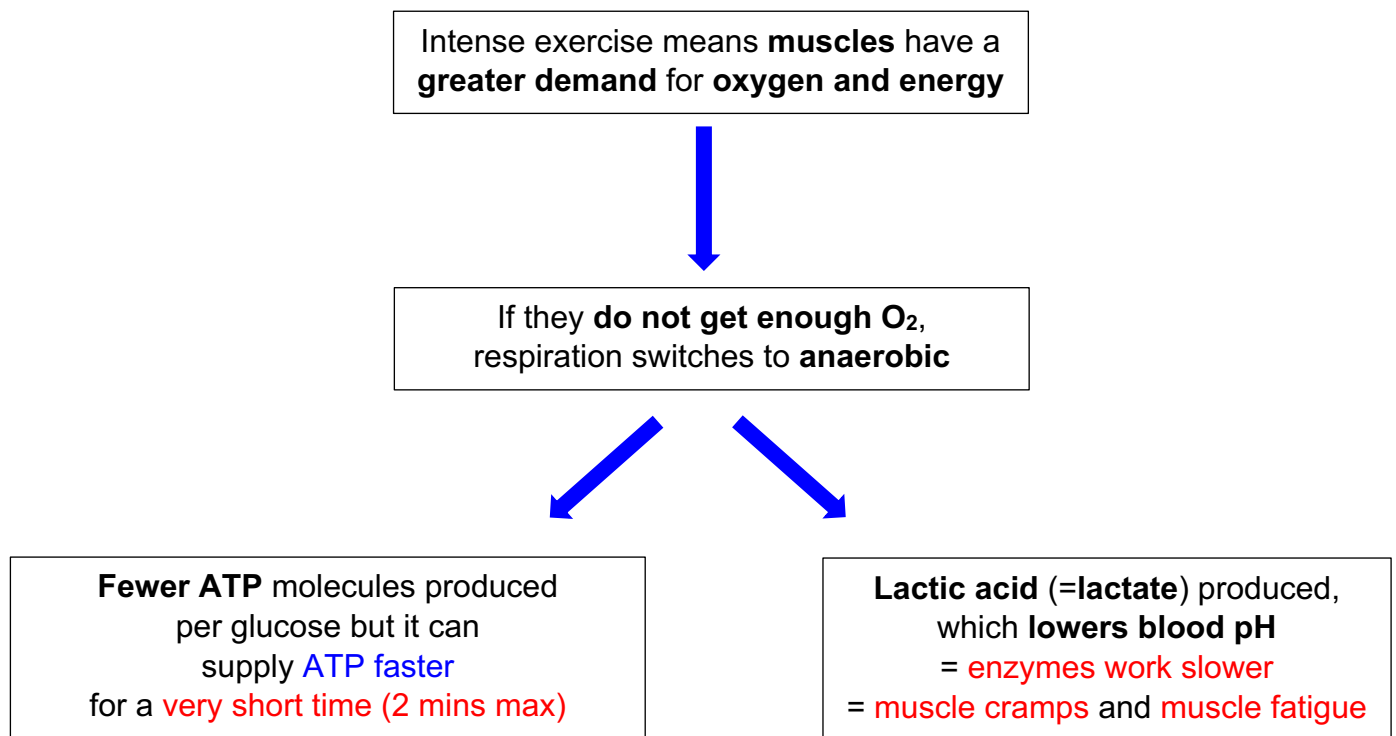 Intense exercise means muscles have a
greater demand for oxygen and energy
If they do not get enough O₂,
respiration switches to anaerobic
Fewer ATP molecules produced
per glucose but it can
supply ATP faster
for a very short time (2 mins max)
Lactic acid (=lactate) produced,
which lowers blood pH
= enzymes work slower
= muscle cramps and muscle fatigue